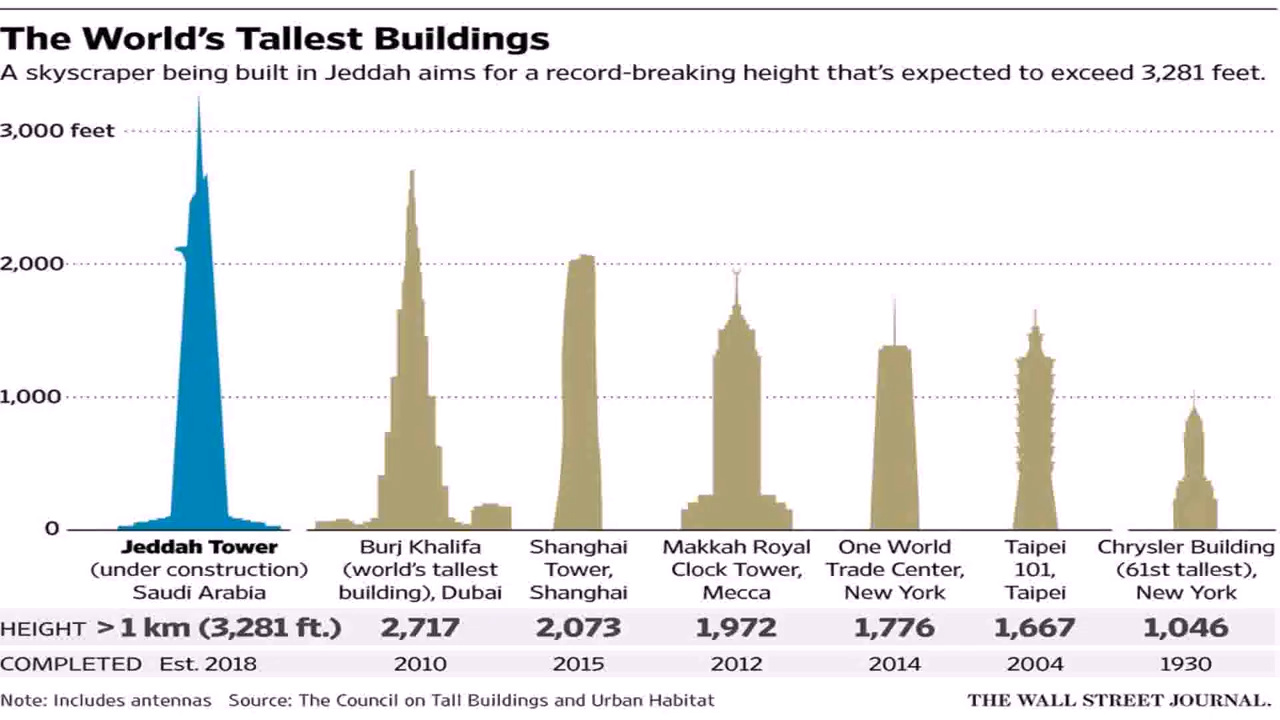 The World's Tallest Buildings
A skyscraper being built in Jeddah aims for a record-breaking height that's expected to exceed 3,281 feet.
3,000 feet
2,000
1,000
0
Jeddah Tower
(under construction)
Saudi Arabia
Burj Khalifa
(world's tallest
building), Dubai
Shanghai
Tower,
Shanghai
Makkah Royal
Clock Tower,
Mecca
One World
Trade Center,
New York
Taipei
101,
Taipei
Chrysler Building
(61st tallest),
New York
HEIGHT > 1 km (3,281 ft.) 2,717 2,073 1,972 1,776 1,667 1,046
COMPLETED Est. 2018 2010 2015 2012 2014 2004 1930
Note: Includes antennas Source: The Council on Tall Buildings and Urban Habitat
THE WALL STREET JOURNAL.